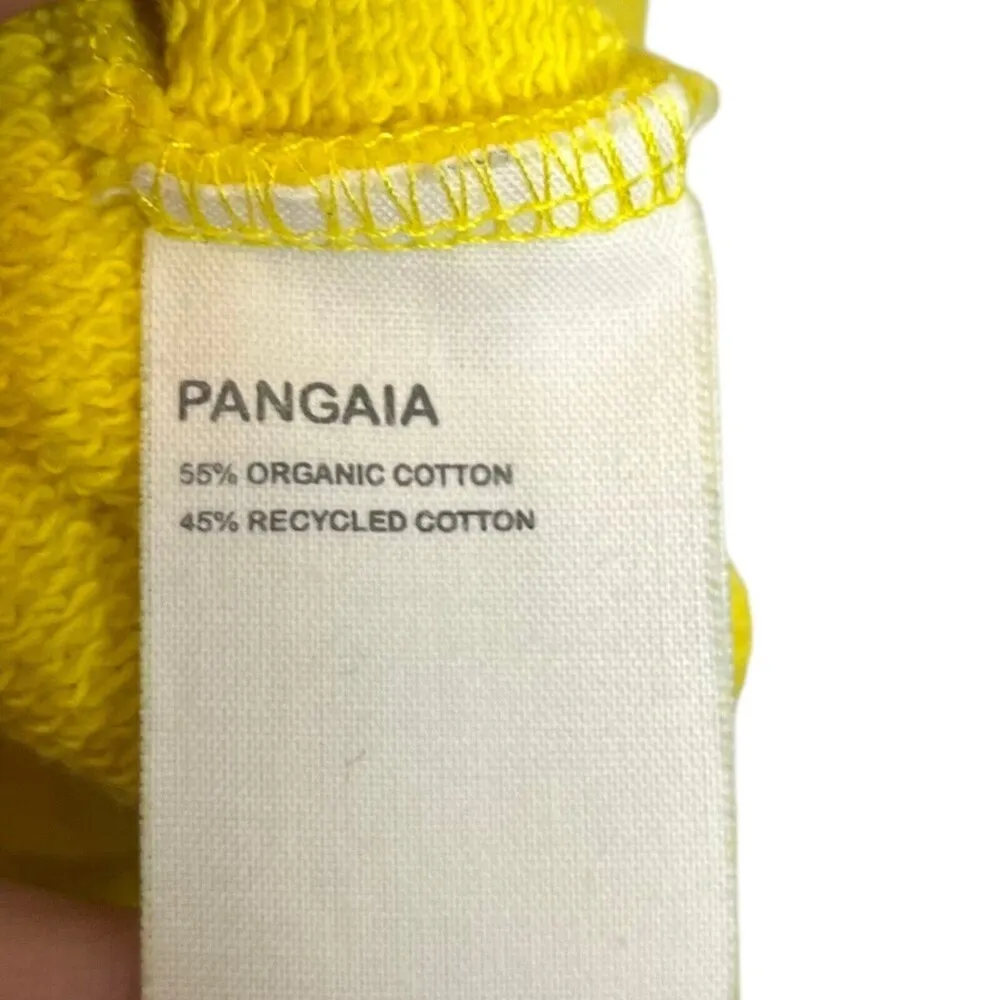 PANGAIA
55% ORGANIC COTTON
45% RECYCLED COTTON